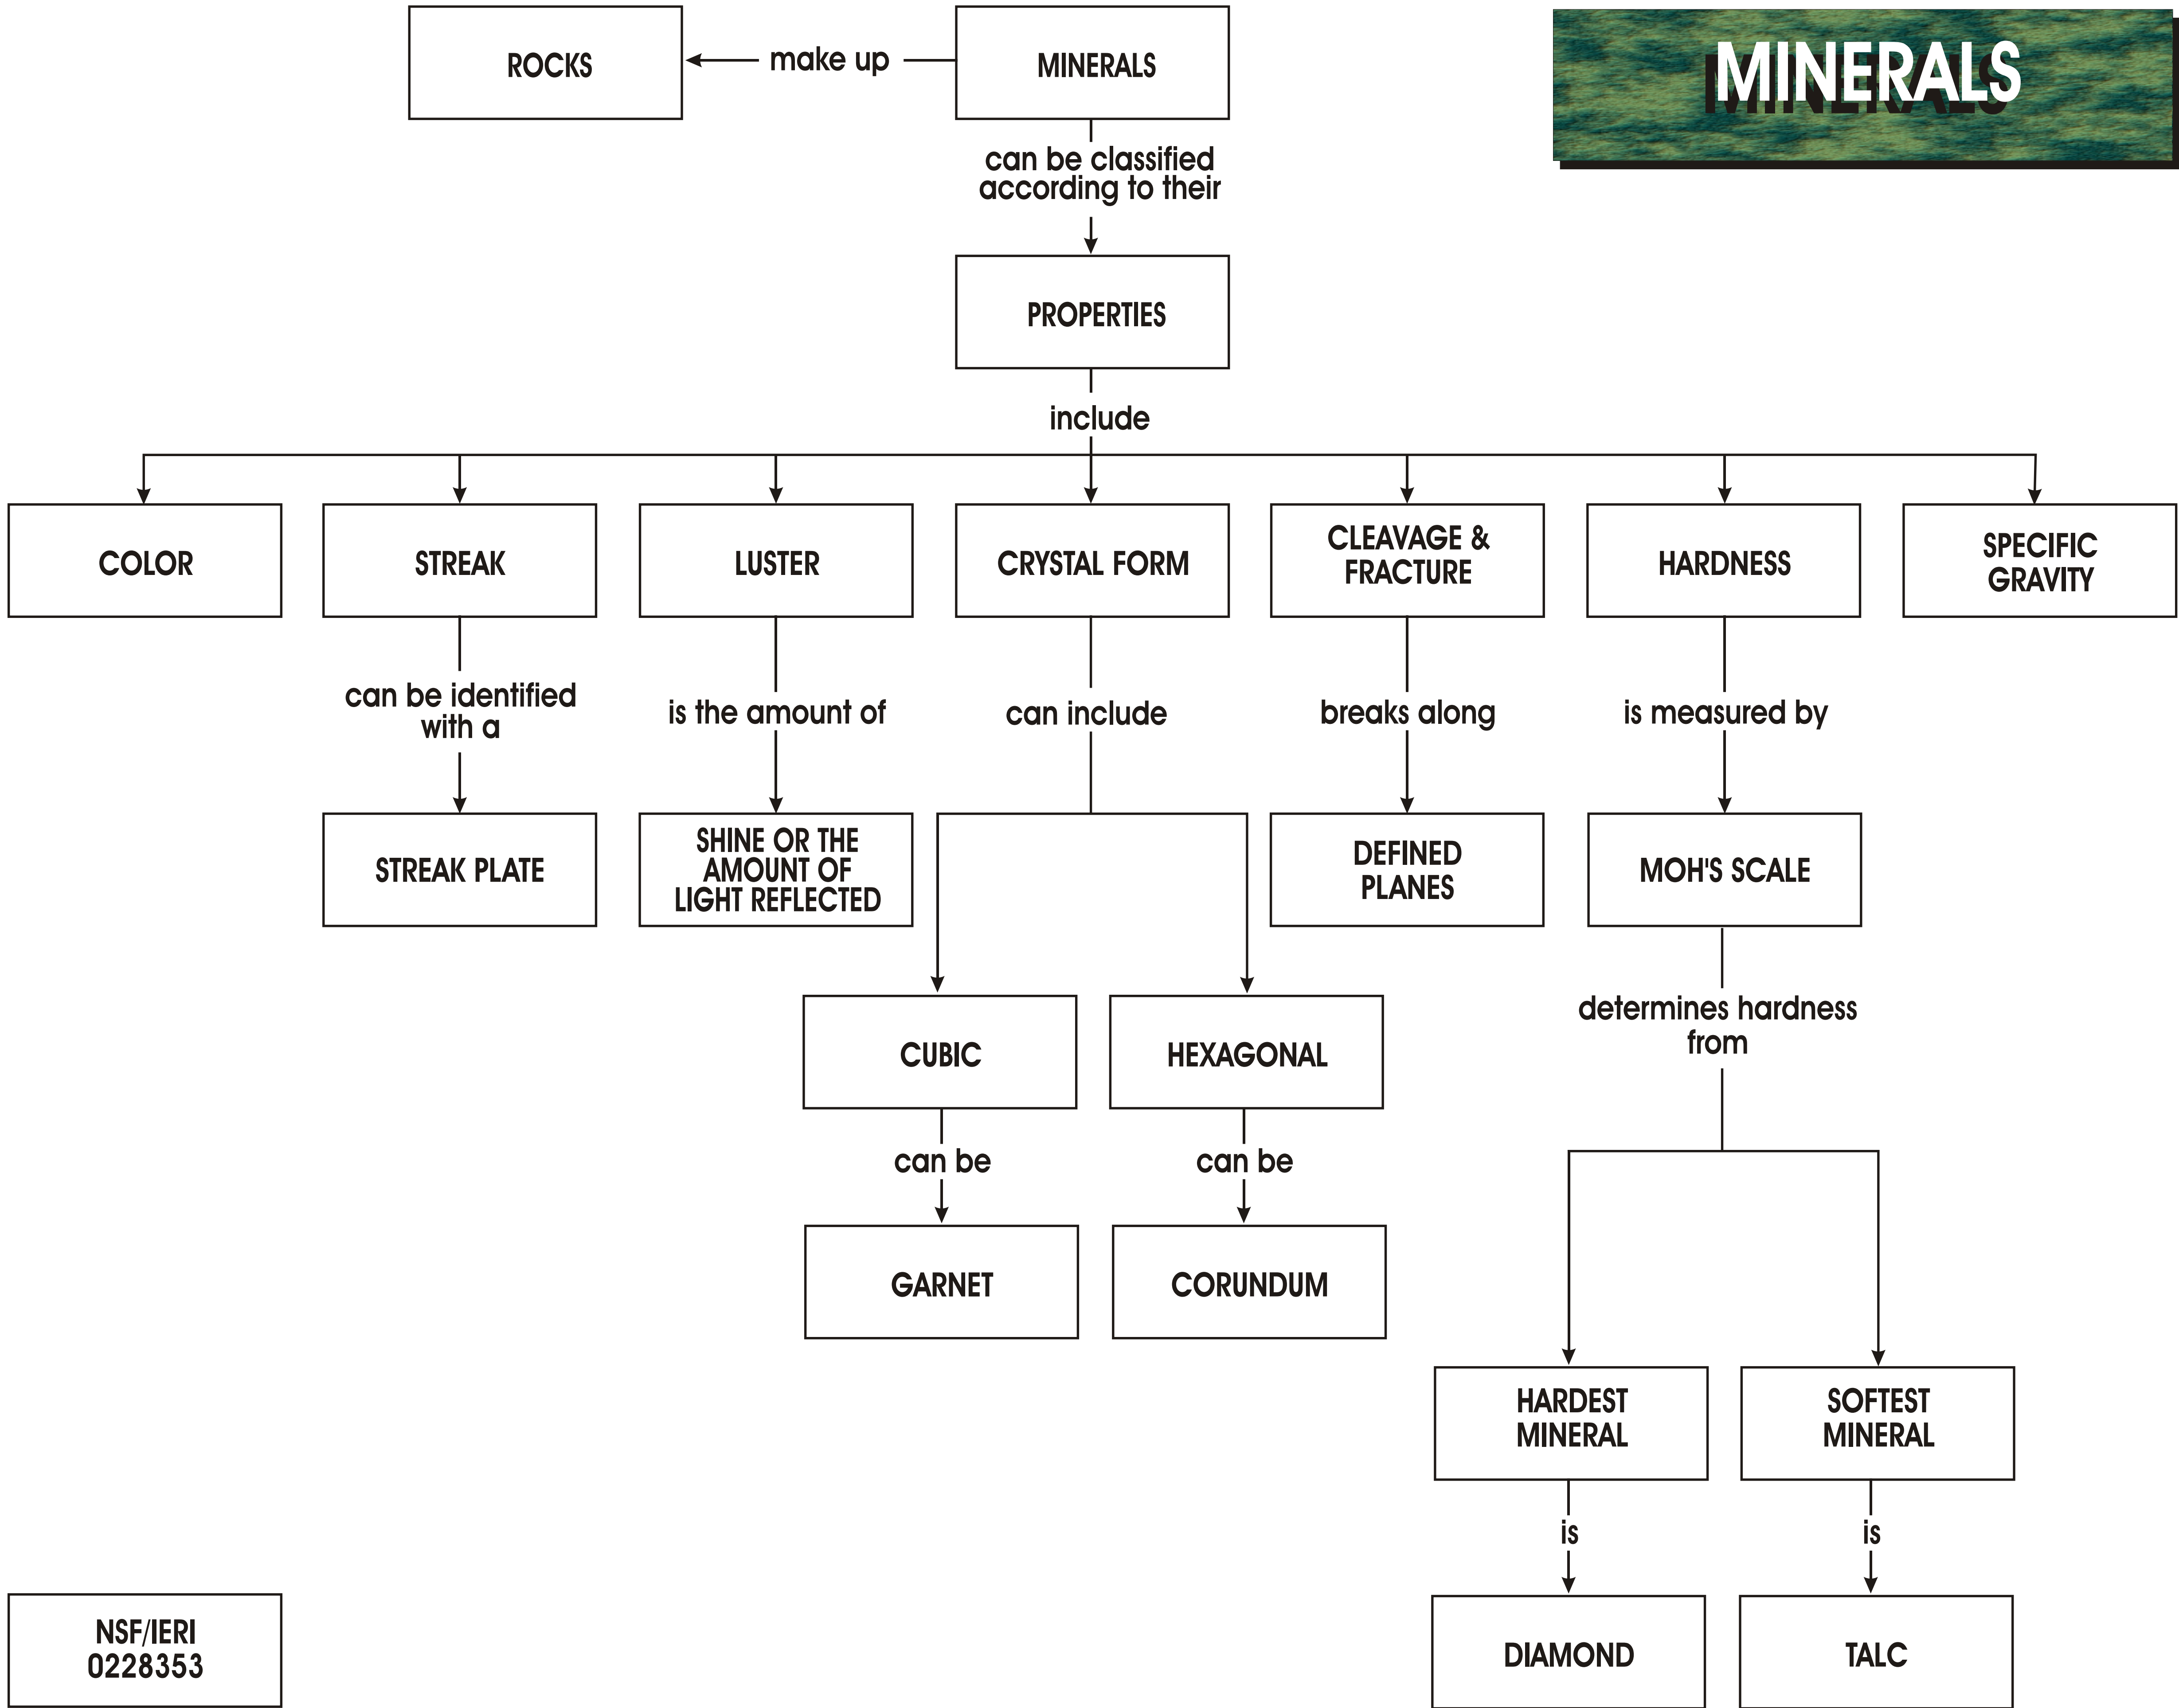 ROCKS
make up
MINERALS
MINERALS
can be classified
according to their
PROPERTIES
include
COLOR
STREAK
LUSTER
CRYSTAL FORM
CLEAVAGE &
FRACTURE
HARDNESS
SPECIFIC
GRAVITY
can be identified
with a
is the amount of
can include
breaks along
is measured by
STREAK PLATE
SHINE OR THE
AMOUNT OF
LIGHT REFLECTED
DEFINED
PLANES
MOH'S SCALE
determines hardness
from
CUBIC
HEXAGONAL
can be
can be
GARNET
CORUNDUM
HARDEST
MINERAL
SOFTEST
MINERAL
is
is
DIAMOND
TALC
NSF/IERI
0228353